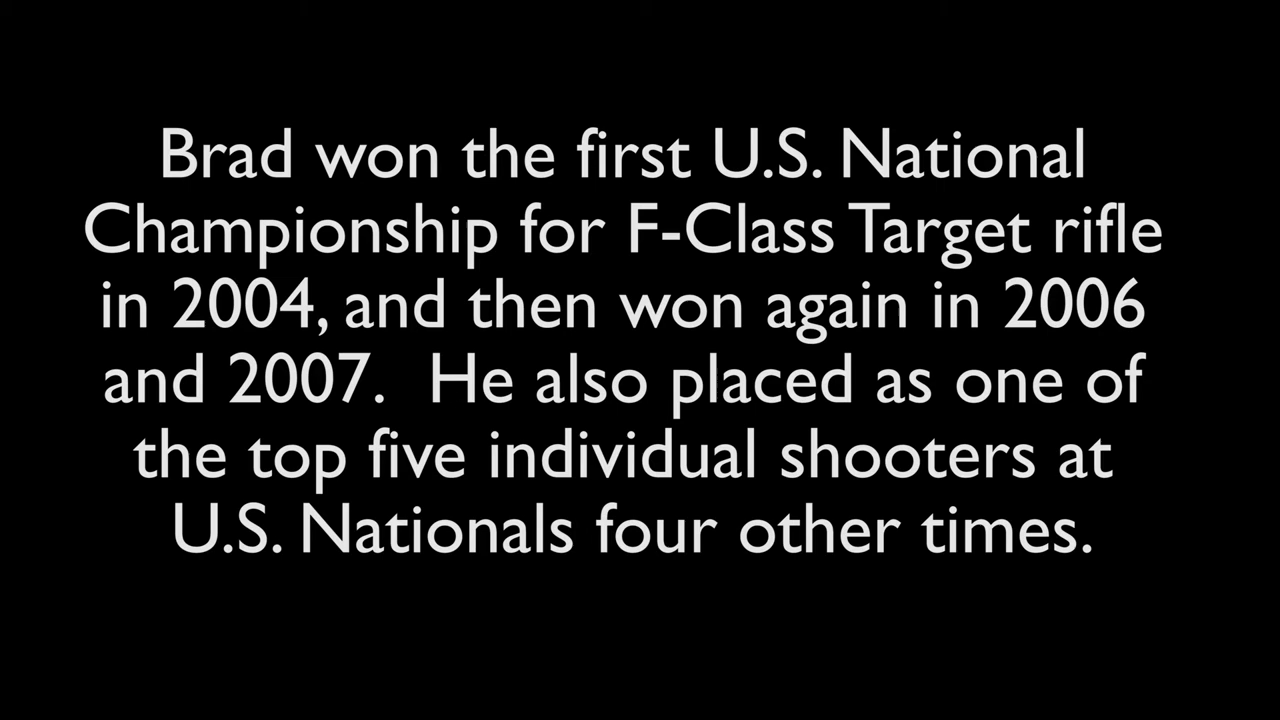 Brad won the first U.S. National
Championship for F-Class Target rifle
in 2004, and then won again in 2006
and 2007.  He also placed as one of
the top five individual shooters at
U.S. Nationals four other times.